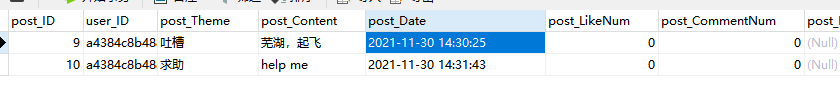 post_ID user_ID post_Theme post_Content post_Date post_LikeNum post_CommentNum
9 a4384c8b48 吐槽 芜湖，起飞 2021-11-30 14:30:25 0 0 (Null)
10 a4384c8b48 求助 help me 2021-11-30 14:31:43 0 0 (Null)